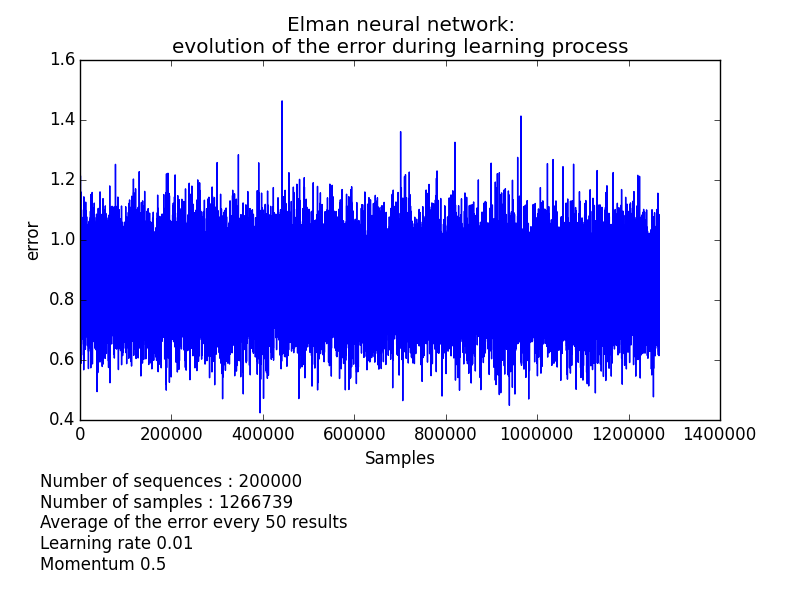 Elman neural network:
evolution of the error during learning process
1.6
1.4
1.2
1.0
0.8
0.6
0.4
error
0 200000 400000 600000 800000 1000000 1200000 1400000
Samples
Number of sequences : 200000
Number of samples : 1266739
Average of the error every 50 results
Learning rate 0.01
Momentum 0.5